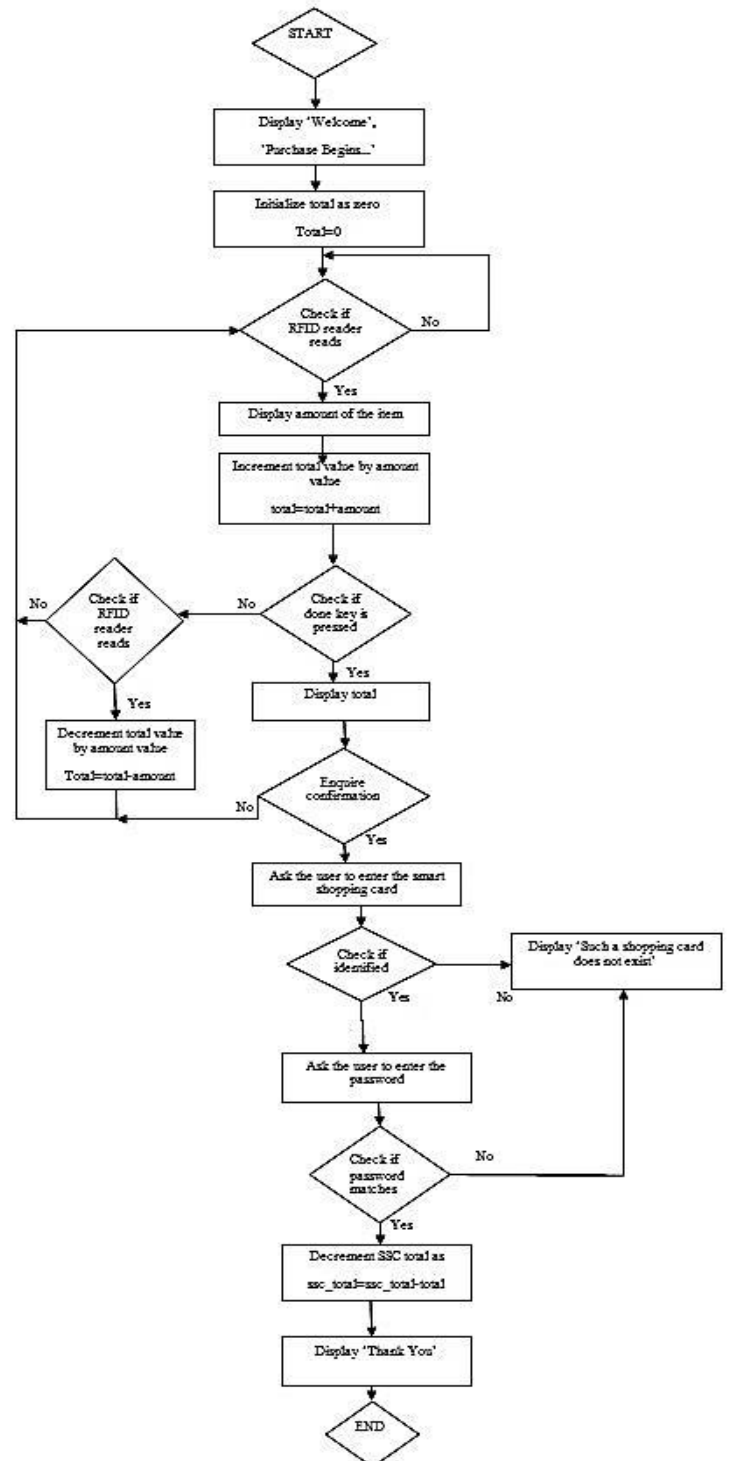 START
Display 'Welcome',
'Purchase Begins...'
Initialize total as zero
Total=0
Check if
RFID reader
reads
No
Yes
Display amount of the item
Increment total value by amount
value
total=total+amount
Check if
done key is
pressed
No
Yes
Check if
RFID
reader
reads
No
Yes
Decrement total value
by amount value
Total=total-amount
Display total
Enquire
confirmation
No
Yes
Ask the user to enter the smart
shopping card
Check if
identified
Yes
No
Display 'Such a shopping card
does not exist'
Ask the user to enter the
password
Check if
password
matches
No
Yes
Decrement SSC total as
ssc_total=ssc_total-total
Display 'Thank You'
END